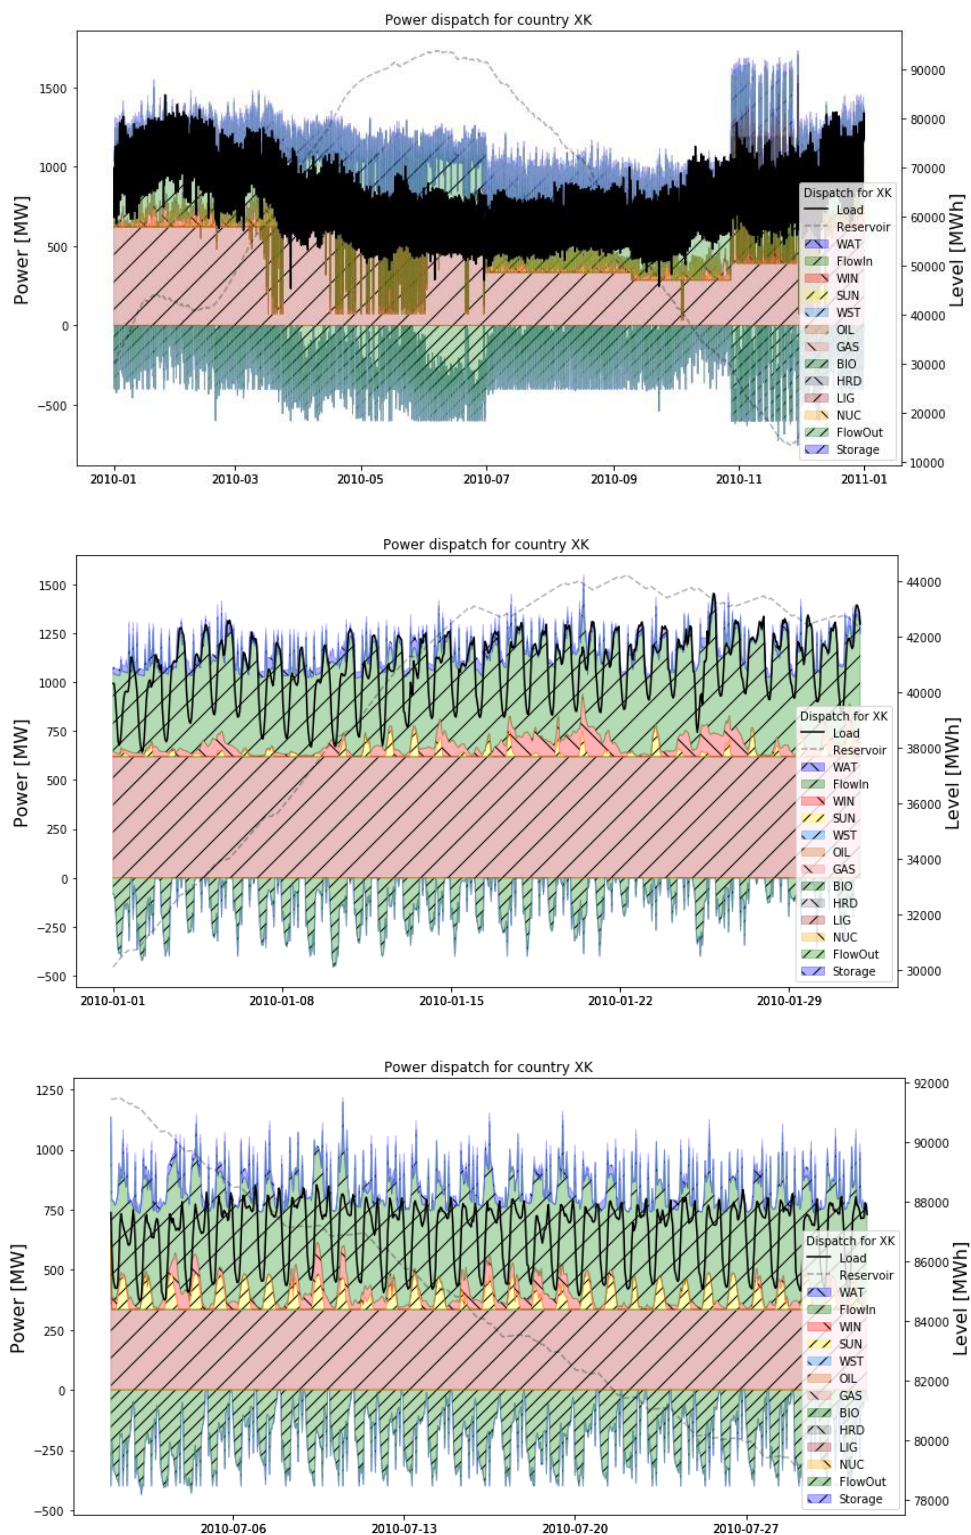 Power dispatch for country XK
Power [MW]
1500
1000
500
0
−500
2010-01
2010-03
2010-05
2010-07
2010-09
2010-11
2011-01
Level [MWh]
90000
80000
70000
60000
50000
40000
30000
20000
10000
Dispatch for XK
Load
Reservoir
WAT
FlowIn
WIN
SUN
WST
OIL
GAS
BIO
HRD
LIG
NUC
FlowOut
Storage
Power dispatch for country XK
Power [MW]
1500
1250
1000
750
500
250
0
−250
−500
2010-01-01
2010-01-08
2010-01-15
2010-01-22
2010-01-29
Level [MWh]
44000
42000
40000
38000
36000
34000
32000
30000
Dispatch for XK
Load
Reservoir
WAT
FlowIn
WIN
SUN
WST
OIL
GAS
BIO
HRD
LIG
NUC
FlowOut
Storage
Power dispatch for country XK
Power [MW]
1250
1000
750
500
250
0
−250
−500
2010-07-06
2010-07-13
2010-07-20
2010-07-27
Level [MWh]
92000
90000
88000
86000
84000
82000
80000
78000
Dispatch for XK
Load
Reservoir
WAT
FlowIn
WIN
SUN
WST
OIL
GAS
BIO
HRD
LIG
NUC
FlowOut
Storage